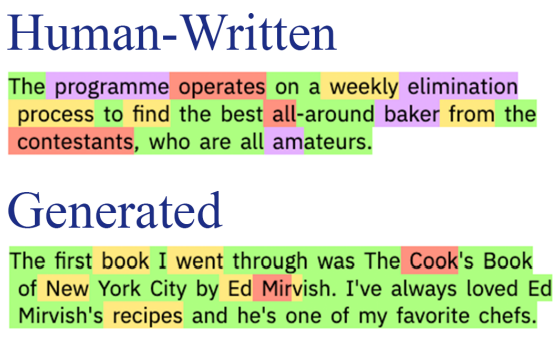 Human-Written
The programme operates on a weekly elimination
process to find the best all-around baker from the
contestants, who are all amateurs.
Generated
The first book I went through was The Cook's Book
of New York City by Ed Mirvish. I've always loved Ed
Mirvish's recipes and he's one of my favorite chefs.